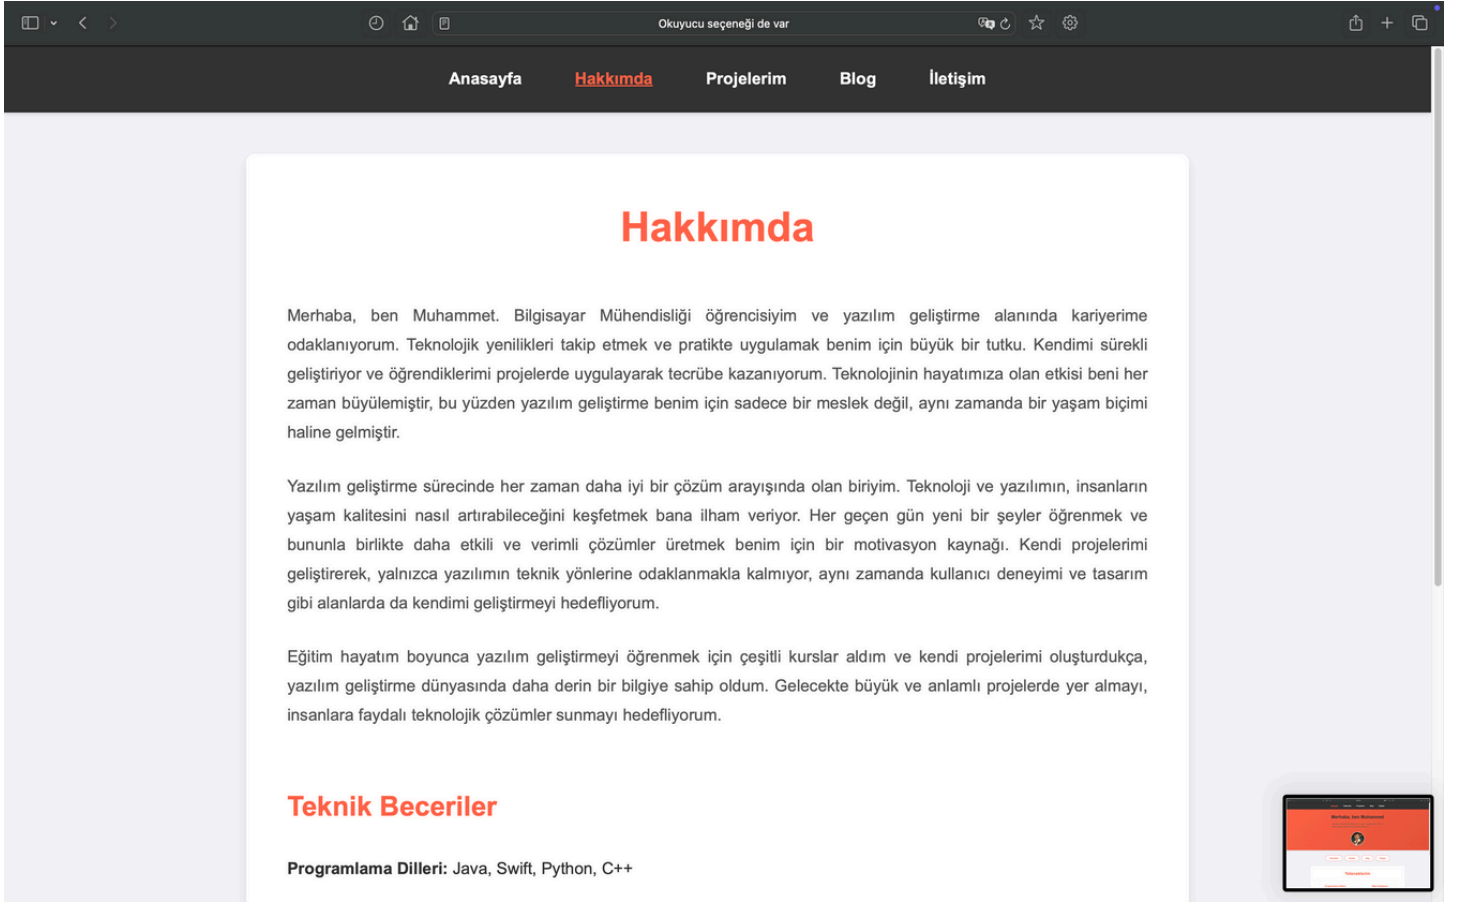 Okuyucu seçeneği de var
Anasayfa Hakkımda Projelerim Blog İletişim
Hakkımda
Merhaba, ben Muhammet. Bilgisayar Mühendisliği öğrencisiyim ve yazılım geliştirme alanında kariyerime
odaklanıyorum. Teknolojik yenilikleri takip etmek ve pratikte uygulamak benim için büyük bir tutku. Kendimi sürekli
geliştiriyor ve öğrendiklerimi projelerde uygulayarak tecrübe kazanıyorum. Teknolojinin hayatımıza olan etkisi beni her
zaman büyülemiştir, bu yüzden yazılım geliştirme benim için sadece bir meslek değil, aynı zamanda bir yaşam biçimi
haline gelmiştir.
Yazılım geliştirme sürecinde her zaman daha iyi bir çözüm arayışında olan biriyim. Teknoloji ve yazılımın, insanların
yaşam kalitesini nasıl artırabileceğini keşfetmek bana ilham veriyor. Her geçen gün yeni bir şeyler öğrenmek ve
bununla birlikte daha etkili ve verimli çözümler üretmek benim için bir motivasyon kaynağı. Kendi projelerimi
geliştirerek, yalnızca yazılımın teknik yönlerine odaklanmakla kalmıyor, aynı zamanda kullanıcı deneyimi ve tasarım
gibi alanlarda da kendimi geliştirmeyi hedefliyorum.
Eğitim hayatım boyunca yazılım geliştirmeyi öğrenmek için çeşitli kurslar aldım ve kendi projelerimi oluşturdukça,
yazılım geliştirme dünyasında daha derin bir bilgiye sahip oldum. Gelecekte büyük ve anlamlı projelerde yer almayı,
insanlara faydalı teknolojik çözümler sunmayı hedefliyorum.
Teknik Beceriler
Programlama Dilleri: Java, Swift, Python, C++
Merhaba, ben Muhammet